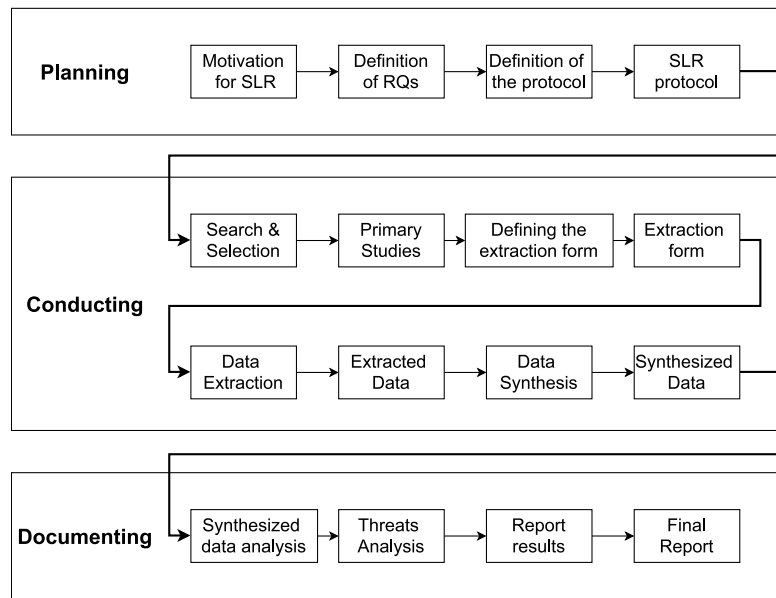 Planning
Motivation
for SLR
Definition
of RQs
Definition of
the protocol
SLR
protocol
Conducting
Search &
Selection
Primary
Studies
Defining the
extraction form
Extraction
form
Data
Extraction
Extracted
Data
Data
Synthesis
Synthesized
Data
Documenting
Synthesized
data analysis
Threats
Analysis
Report
results
Final
Report